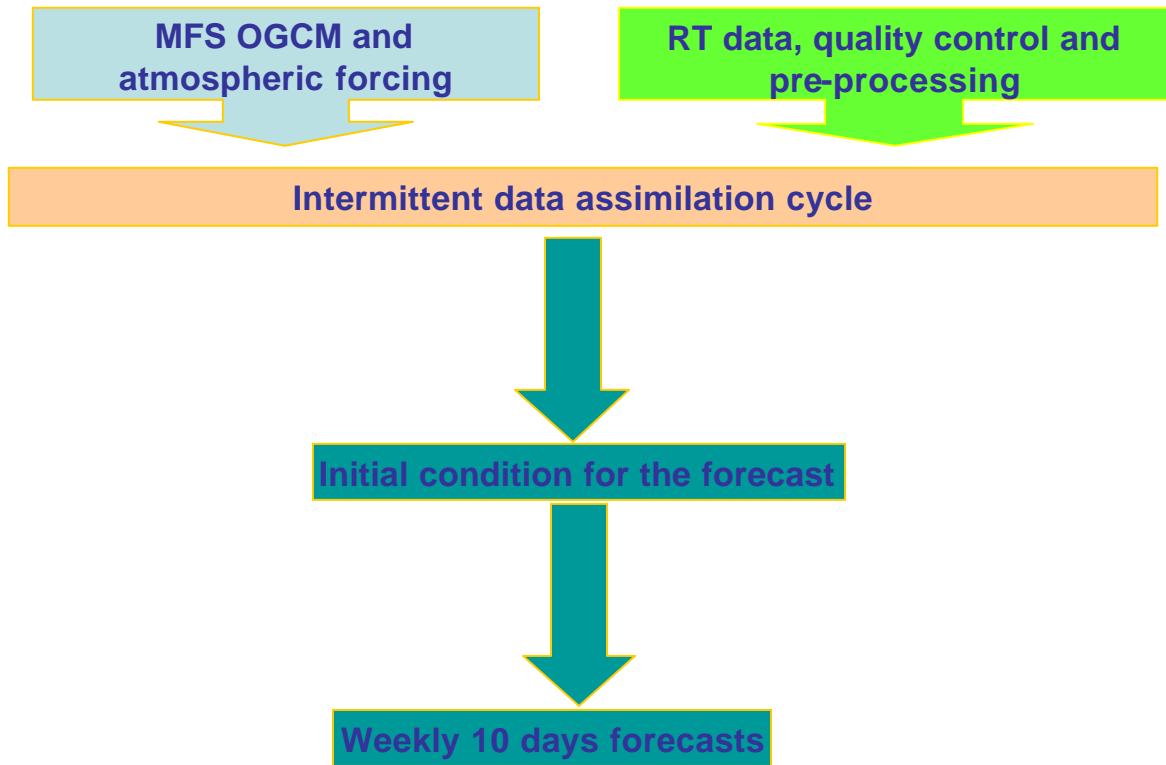 MFS OGCM and
atmospheric forcing
RT data, quality control and
pre-processing
Intermittent data assimilation cycle
Initial condition for the forecast
Weekly 10 days forecasts